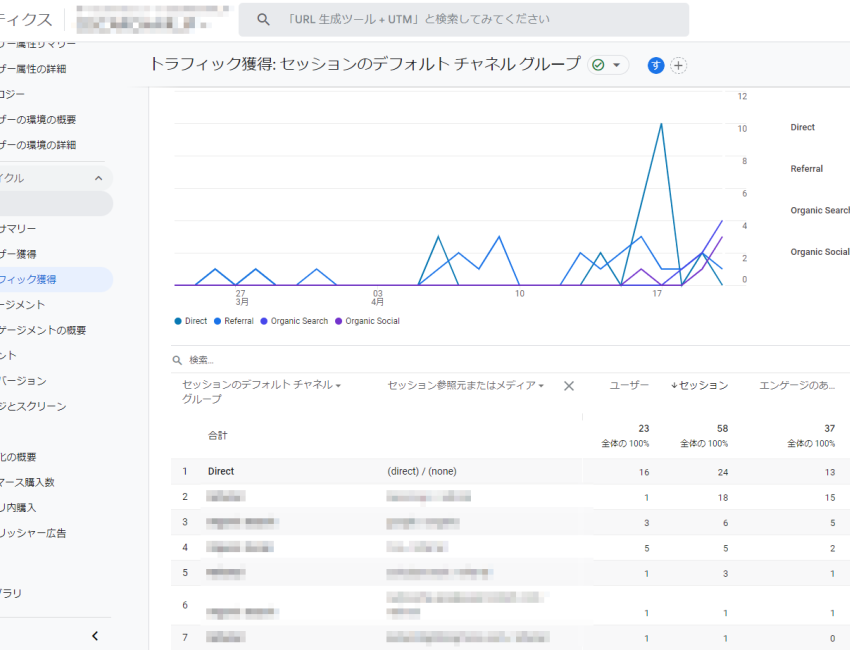 ティクス
「URL 生成ツール + UTM」と検索してみてください
ザー属性サマリー
ザー属性の詳細
ロジー
ザーの環境の概要
ザーの環境の詳細
イクル
サマリー
ザー獲得
フィック獲得
ージメント
ゲージメントの概要
ント
バージョン
ジとスクリーン
化の概要
マース購入数
リ内購入
リッシャー広告
ブラリ
トラフィック獲得: セッションのデフォルト チャネル グループ
す
12
10
8
6
4
2
0
27
3月
03
4月
10
17
Direct
Referral
Organic Search
Organic Social
Direct
Referral
Organic Search
Organic Social
検索...
セッションのデフォルト チャネル グループ
セッション参照元またはメディア
ユーザー
↓セッション
エンゲージのあ...
合計
23
58
37
全体の 100%
全体の 100%
全体の 100%
1 Direct (direct) / (none) 16 24 13
2 1 18 15
3 3 6 5
4 5 5 2
5 1 3 1
6 1 1 1
7 1 1 0